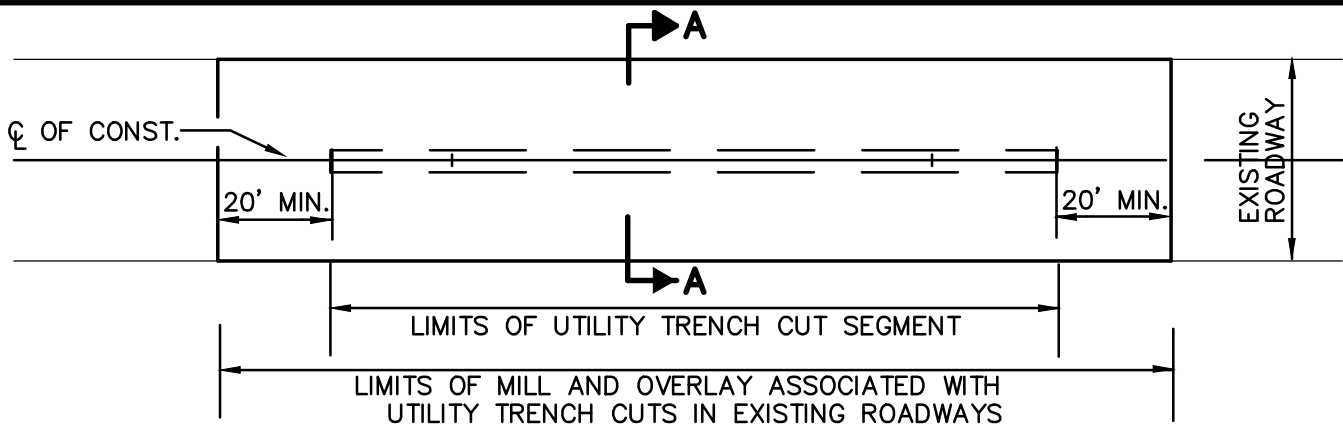 A
℄ OF CONST.
EXISTING
ROADWAY
20' MIN.
20' MIN.
A
LIMITS OF UTILITY TRENCH CUT SEGMENT
LIMITS OF MILL AND OVERLAY ASSOCIATED WITH
UTILITY TRENCH CUTS IN EXISTING ROADWAYS